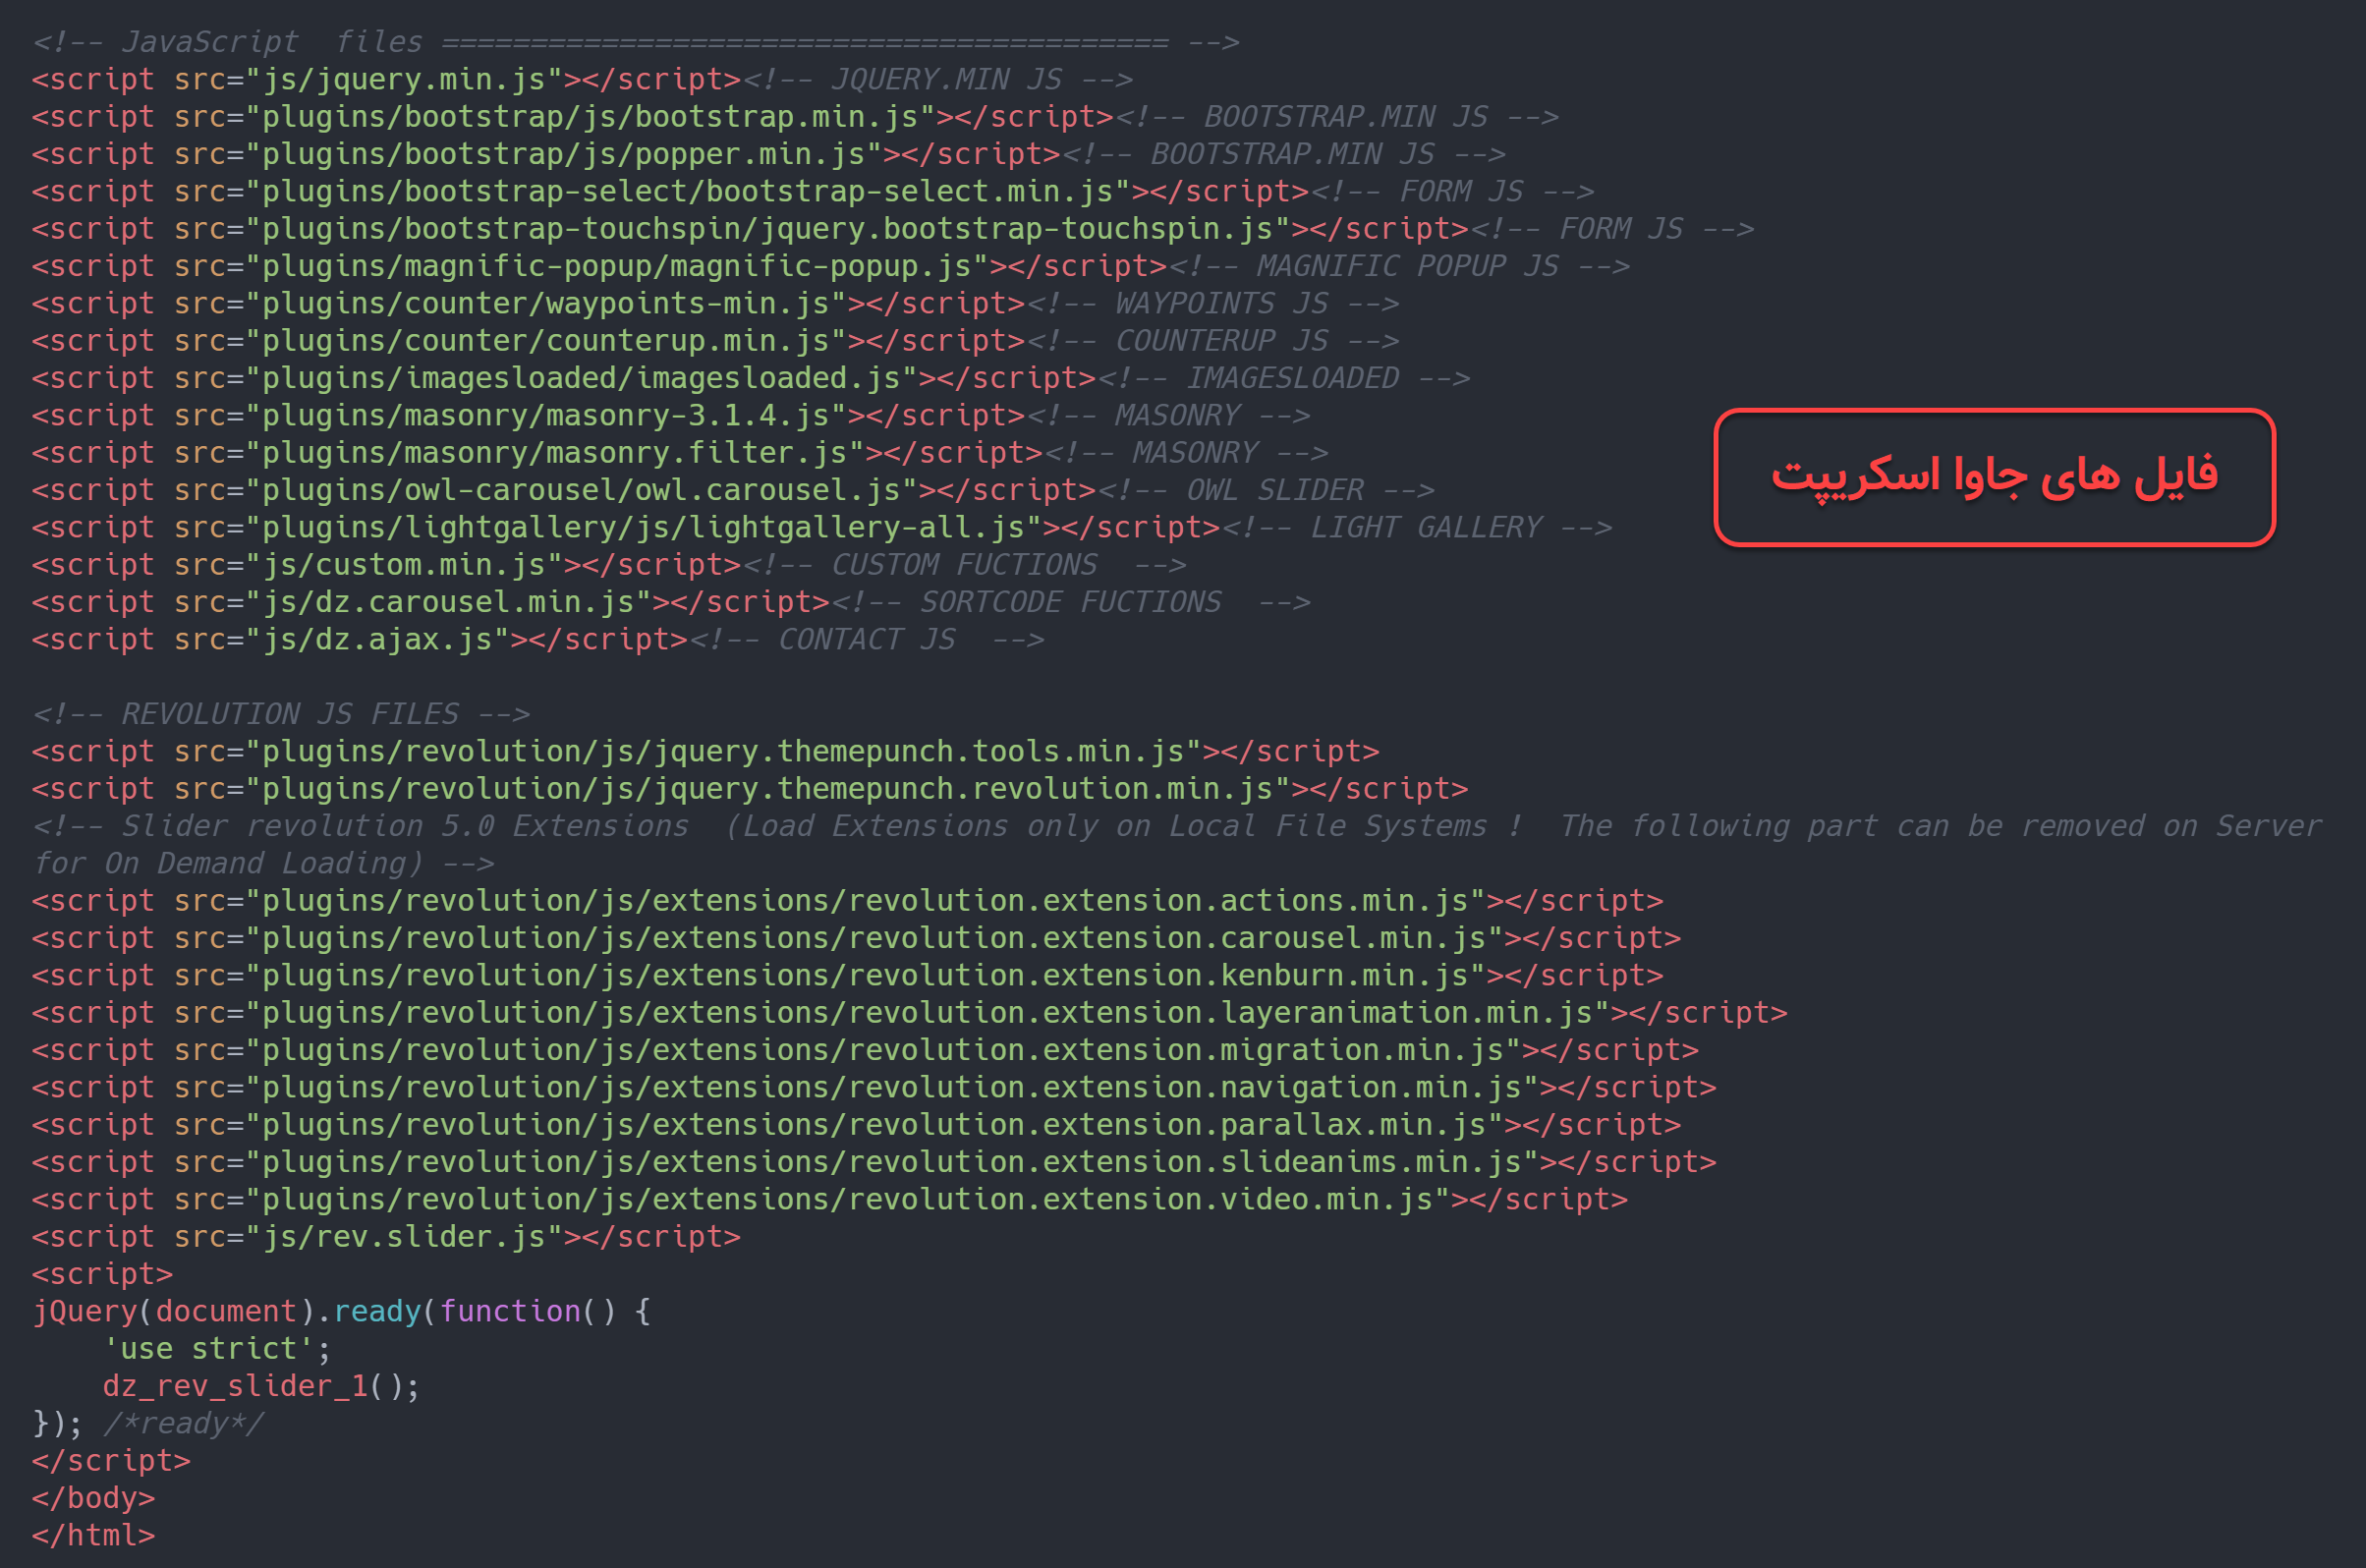 <!-- JavaScript  files ========================================= -->
<script src="js/jquery.min.js"></script><!-- JQUERY.MIN JS -->
<script src="plugins/bootstrap/js/bootstrap.min.js"></script><!-- BOOTSTRAP.MIN JS -->
<script src="plugins/bootstrap/js/popper.min.js"></script><!-- BOOTSTRAP.MIN JS -->
<script src="plugins/bootstrap-select/bootstrap-select.min.js"></script><!-- FORM JS -->
<script src="plugins/bootstrap-touchspin/jquery.bootstrap-touchspin.js"></script><!-- FORM JS -->
<script src="plugins/magnific-popup/magnific-popup.js"></script><!-- MAGNIFIC POPUP JS -->
<script src="plugins/counter/waypoints-min.js"></script><!-- WAYPOINTS JS -->
<script src="plugins/counter/counterup.min.js"></script><!-- COUNTERUP JS -->
<script src="plugins/imagesloaded/imagesloaded.js"></script><!-- IMAGESLOADED -->
<script src="plugins/masonry/masonry-3.1.4.js"></script><!-- MASONRY -->
<script src="plugins/masonry/masonry.filter.js"></script><!-- MASONRY -->
<script src="plugins/owl-carousel/owl.carousel.js"></script><!-- OWL SLIDER -->
<script src="plugins/lightgallery/js/lightgallery-all.js"></script><!-- LIGHT GALLERY -->
<script src="js/custom.min.js"></script><!-- CUSTOM FUCTIONS  -->
<script src="js/dz.carousel.min.js"></script><!-- SORTCODE FUCTIONS  -->
<script src="js/dz.ajax.js"></script><!-- CONTACT JS  -->
فایل های جاوا اسکریپت
<!-- REVOLUTION JS FILES -->
<script src="plugins/revolution/js/jquery.themepunch.tools.min.js"></script>
<script src="plugins/revolution/js/jquery.themepunch.revolution.min.js"></script>
<!-- Slider revolution 5.0 Extensions  (Load Extensions only on Local File Systems !  The following part can be removed on Server
for On Demand Loading) -->
<script src="plugins/revolution/js/extensions/revolution.extension.actions.min.js"></script>
<script src="plugins/revolution/js/extensions/revolution.extension.carousel.min.js"></script>
<script src="plugins/revolution/js/extensions/revolution.extension.kenburn.min.js"></script>
<script src="plugins/revolution/js/extensions/revolution.extension.layeranimation.min.js"></script>
<script src="plugins/revolution/js/extensions/revolution.extension.migration.min.js"></script>
<script src="plugins/revolution/js/extensions/revolution.extension.navigation.min.js"></script>
<script src="plugins/revolution/js/extensions/revolution.extension.parallax.min.js"></script>
<script src="plugins/revolution/js/extensions/revolution.extension.slideanims.min.js"></script>
<script src="plugins/revolution/js/extensions/revolution.extension.video.min.js"></script>
<script src="js/rev.slider.js"></script>
<script>
jQuery(document).ready(function() {
    'use strict';
    dz_rev_slider_1();
}); /*ready*/
</script>
</body>
</html>